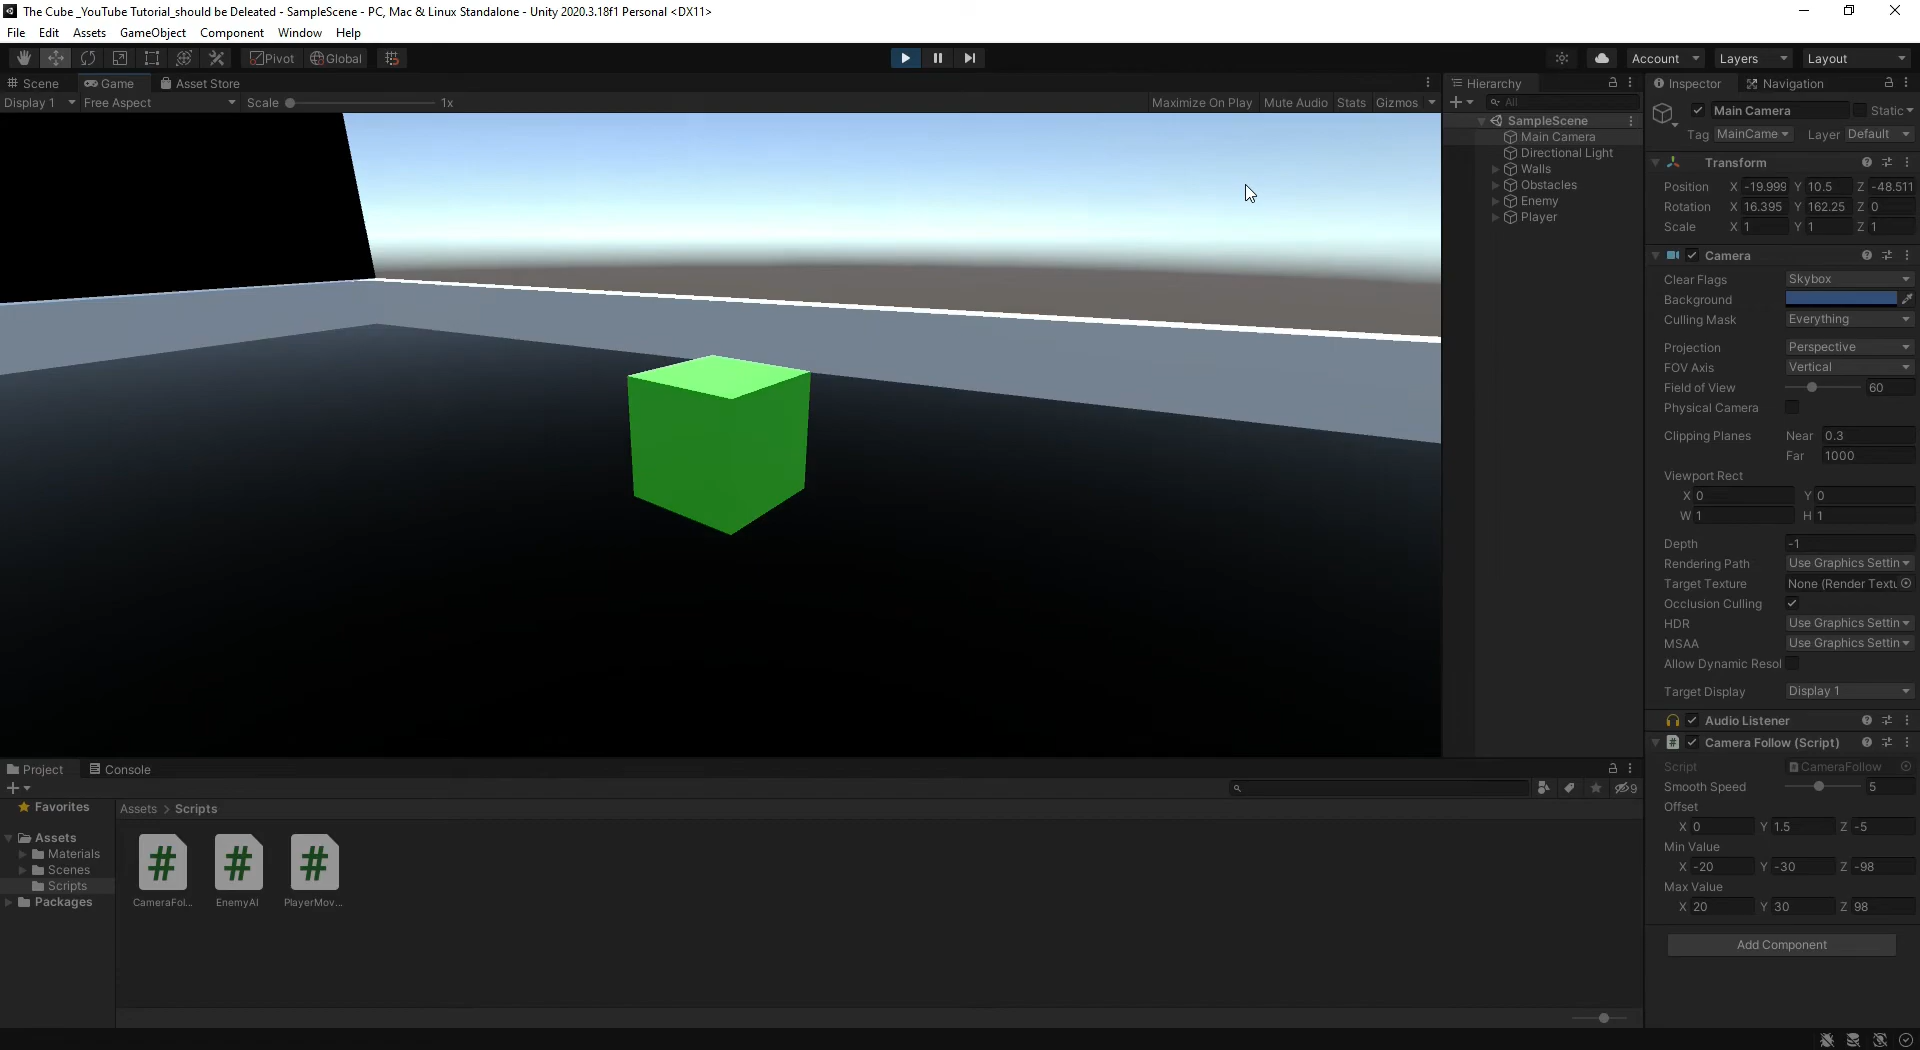 The Cube _YouTube Tutorial_should be Deleated - SampleScene - PC, Mac & Linux Standalone - Unity 2020.3.18f1 Personal <DX11>
File Edit Assets GameObject Component Window Help
Pivot Global Account Layers Layout
Scene Game Asset Store
Display 1 Free Aspect Scale 1x Maximize On Play Mute Audio Stats Gizmos
Hierarchy
All
SampleScene
Main Camera
Directional Light
Walls
Obstacles
Enemy
Player
Inspector Navigation
Main Camera Static
Tag MainCame Layer Default
Transform
Position X -19.999 Y 10.5 Z -48.511
Rotation X 16.395 Y 162.25 Z 0
Scale X 1 Y 1 Z 1
Camera
Clear Flags Skybox
Background
Culling Mask Everything
Projection Perspective
FOV Axis Vertical
Field of View 60
Physical Camera
Clipping Planes Near 0.3
Far 1000
Viewport Rect
X 0 Y 0
W 1 H 1
Depth -1
Rendering Path Use Graphics Settin
Target Texture None (Render Textu
Occlusion Culling
HDR Use Graphics Settin
MSAA Use Graphics Settin
Allow Dynamic Resol
Target Display Display 1
Audio Listener
# Camera Follow (Script)
Script CameraFollow
Smooth Speed 5
Offset
X 0 Y 1.5 Z -5
Min Value
X -20 Y -30 Z -98
Max Value
X 20 Y 30 Z 98
Add Component
Project Console
9
Favorites
Assets
Materials
Scenes
Scripts
Packages
Assets > Scripts
# # #
CameraFol... EnemyAI PlayerMov...